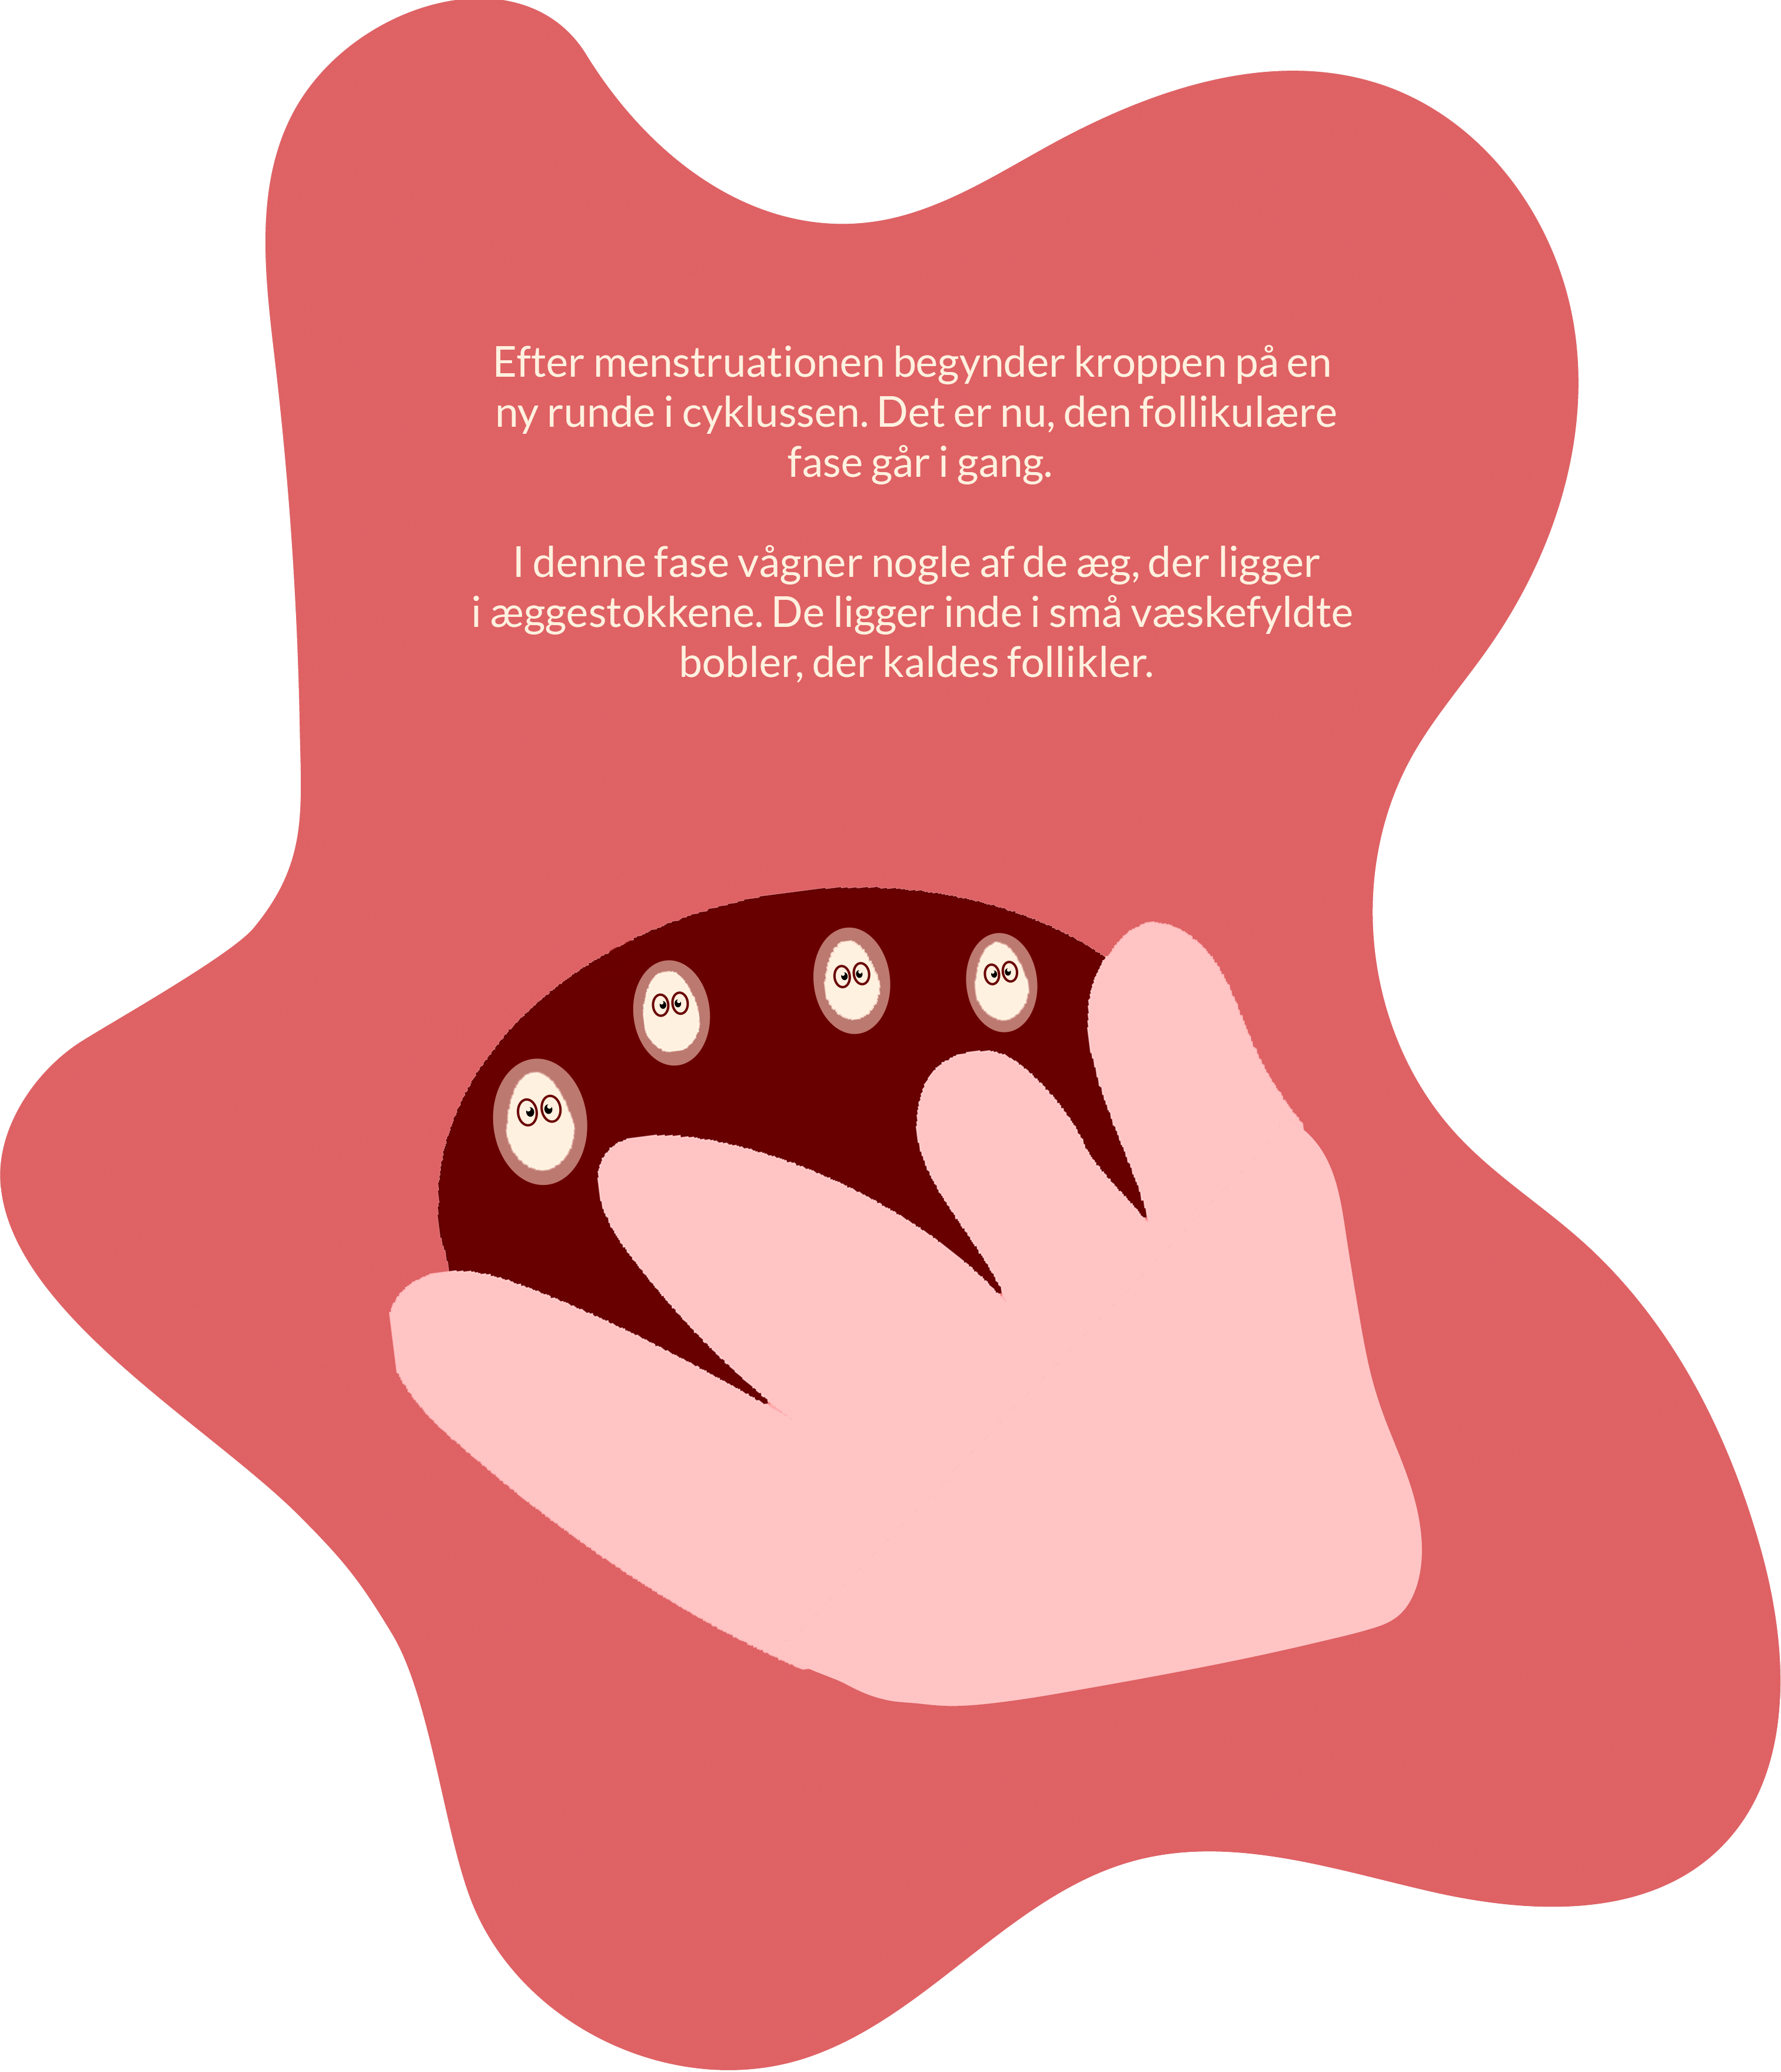 Efter menstruationen begynder kroppen på en
ny runde i cyklussen. Det er nu, den follikulære
fase går i gang.
I denne fase vågner nogle af de æg, der ligger
i æggestokkene. De ligger inde i små væskefyldte
bobler, der kaldes follikler.